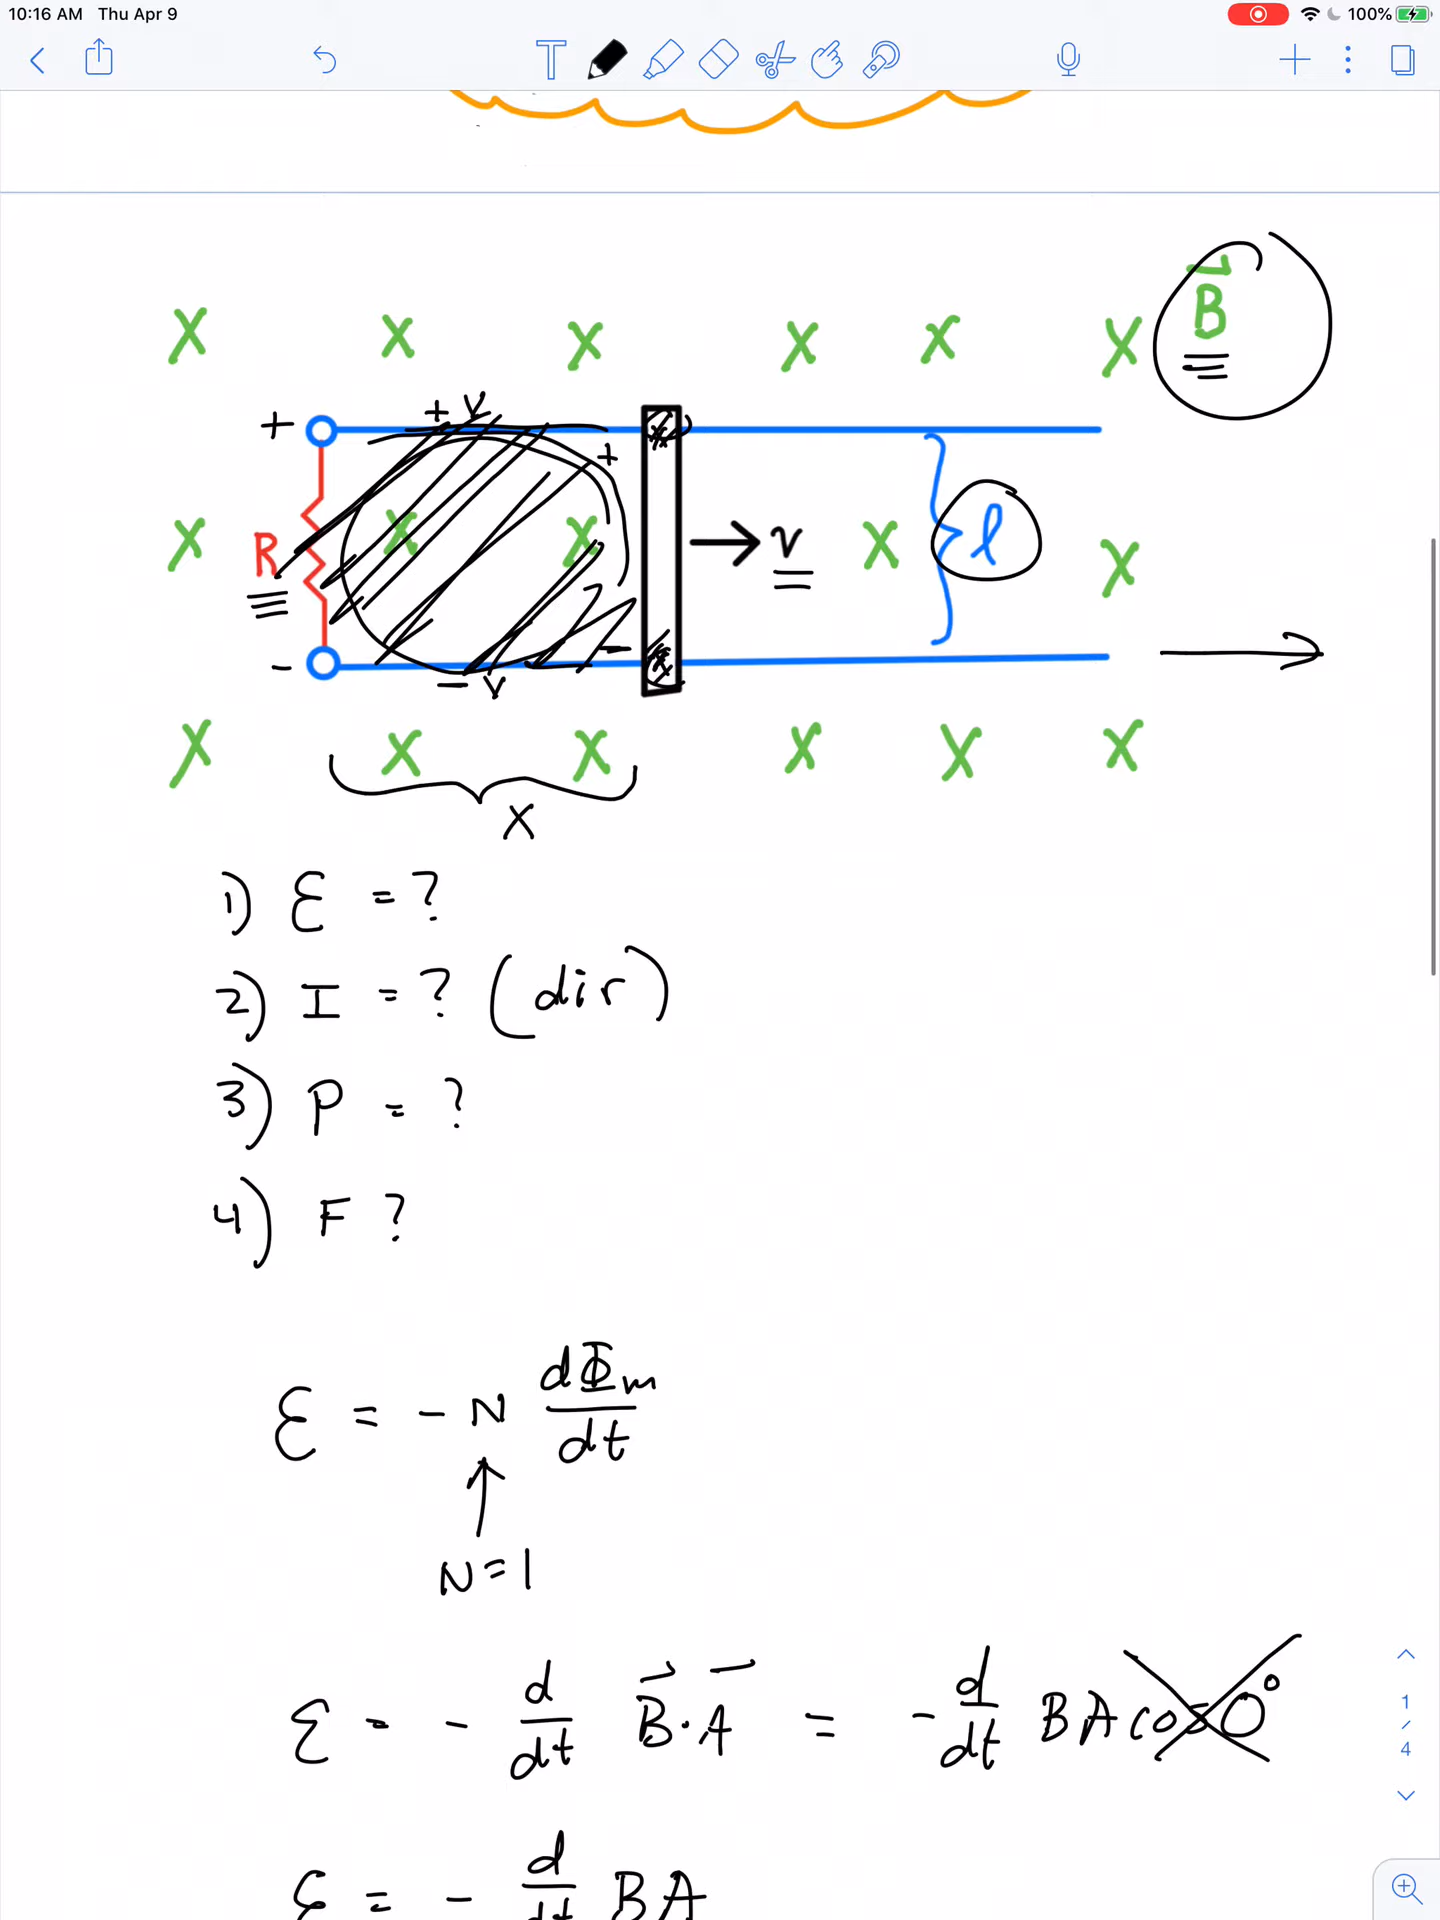 10:16 AM Thu Apr 9 100%
X X X X X X B
+ + V
+
X R X X → v X l X
- - V -
X X X X X X
X
1) ℰ = ?
2) I = ? (dir)
3) P = ?
4) F ?
ℰ = - N dΦm/dt
N = 1
ℰ = - d/dt B⃗ · A⃗ = - d/dt BA cos 0°
1 / 4
ℰ = - d/dt BA